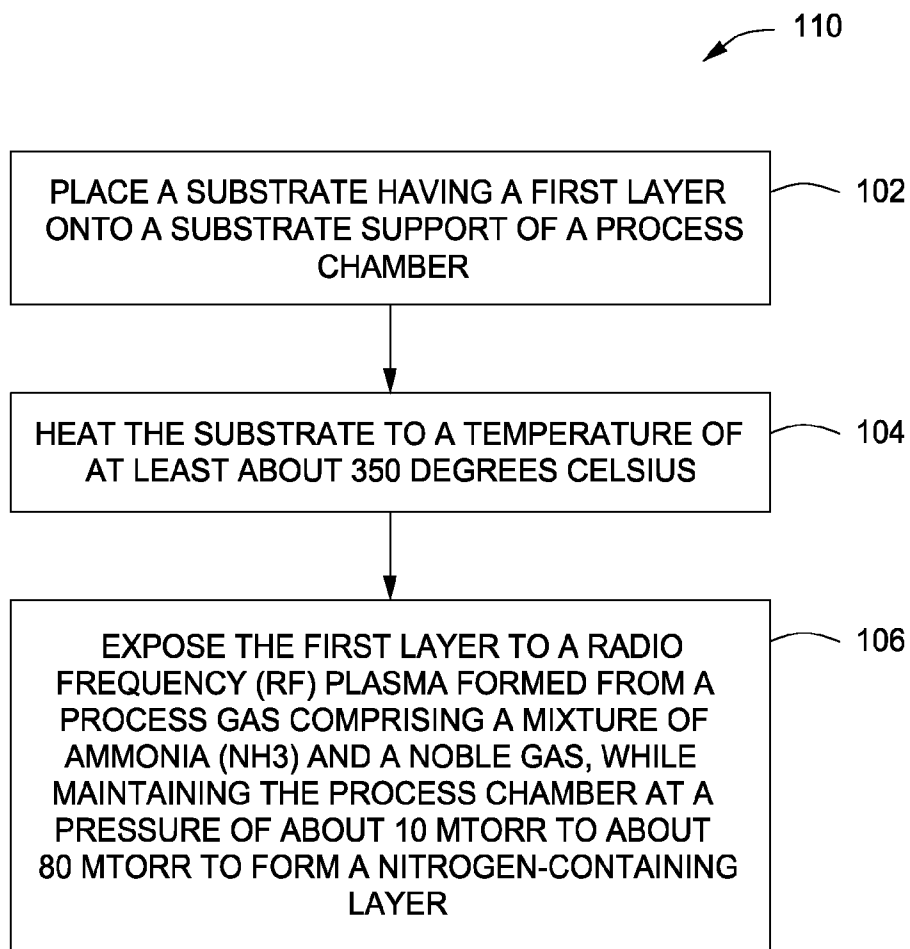 110
PLACE A SUBSTRATE HAVING A FIRST LAYER
ONTO A SUBSTRATE SUPPORT OF A PROCESS
CHAMBER
102
HEAT THE SUBSTRATE TO A TEMPERATURE OF
AT LEAST ABOUT 350 DEGREES CELSIUS
104
EXPOSE THE FIRST LAYER TO A RADIO
FREQUENCY (RF) PLASMA FORMED FROM A
PROCESS GAS COMPRISING A MIXTURE OF
AMMONIA (NH3) AND A NOBLE GAS, WHILE
MAINTAINING THE PROCESS CHAMBER AT A
PRESSURE OF ABOUT 10 MTORR TO ABOUT
80 MTORR TO FORM A NITROGEN-CONTAINING
LAYER
106